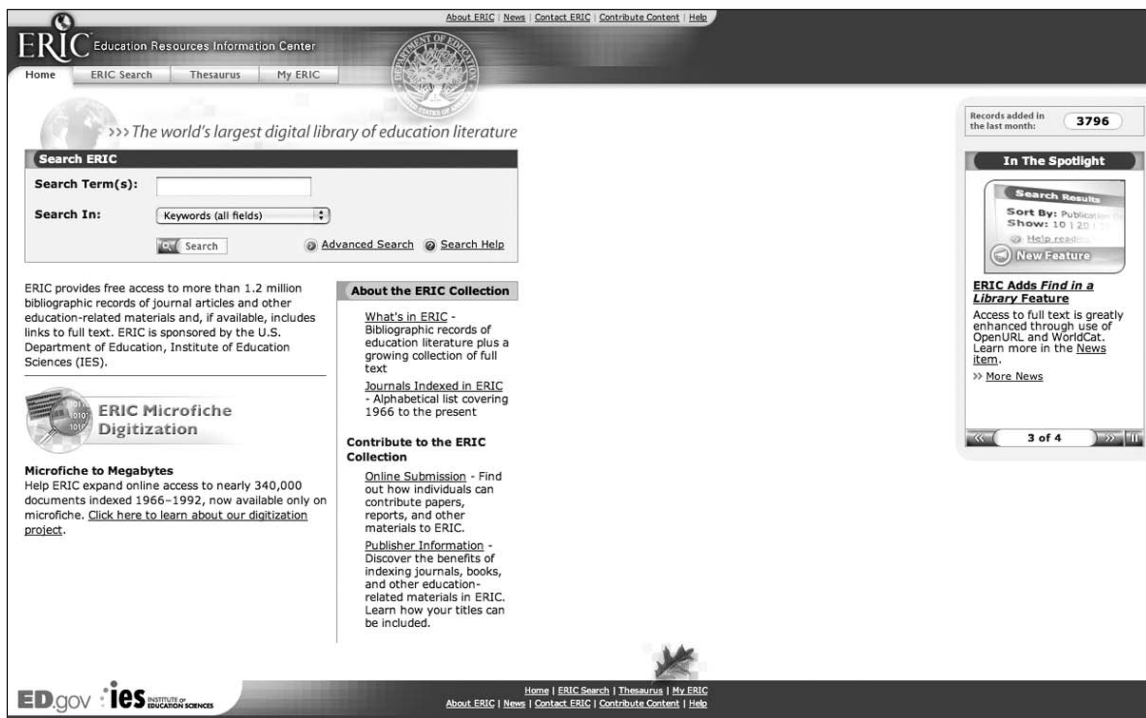 About ERIC | News | Contact ERIC | Contribute Content | Help
ERIC Education Resources Information Center
Home ERIC Search Thesaurus My ERIC
DEPARTMENT OF EDUCATION
UNITED STATES OF AMERICA
>>> The world's largest digital library of education literature
Search ERIC
Search Term(s):
Search In: Keywords (all fields)
Search Advanced Search Search Help
ERIC provides free access to more than 1.2 million
bibliographic records of journal articles and other
education-related materials and, if available, includes
links to full text. ERIC is sponsored by the U.S.
Department of Education, Institute of Education
Sciences (IES).
ERIC Microfiche
Digitization
Microfiche to Megabytes
Help ERIC expand online access to nearly 340,000
documents indexed 1966–1992, now available only on
microfiche. Click here to learn about our digitization
project.
About the ERIC Collection
What's in ERIC -
Bibliographic records of
education literature plus a
growing collection of full
text
Journals Indexed in ERIC
- Alphabetical list covering
1966 to the present
Contribute to the ERIC
Collection
Online Submission - Find
out how individuals can
contribute papers,
reports, and other
materials to ERIC.
Publisher Information -
Discover the benefits of
indexing journals, books,
and other education-
related materials in ERIC.
Learn how your titles can
be included.
Records added in
the last month: 3796
In The Spotlight
Search Results
Sort By: Publication
Show: 10 | 20 |
Help
New Feature
ERIC Adds Find in a
Library Feature
Access to full text is greatly
enhanced through use of
OpenURL and WorldCat.
Learn more in the News
item.
>> More News
3 of 4
ED.gov ies INSTITUTE OF
EDUCATION SCIENCES
Home | ERIC Search | Thesaurus | My ERIC
About ERIC | News | Contact ERIC | Contribute Content | Help